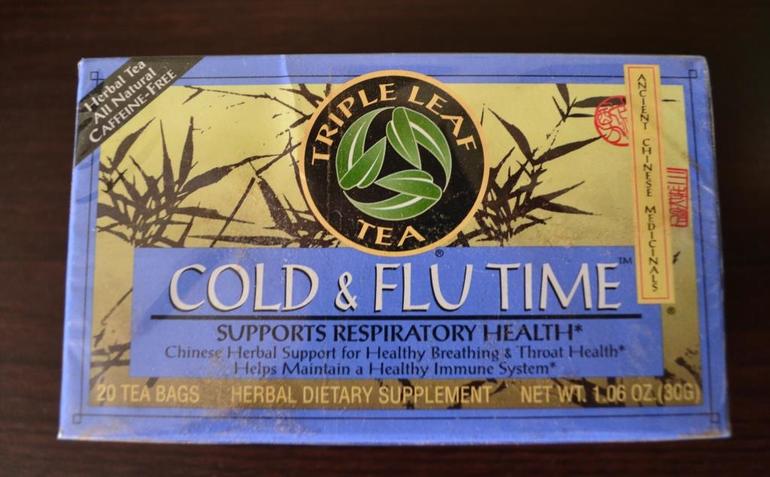 Herbal Tea
All Natural
CAFFEINE-FREE
TRIPLE LEAF
TEA
®
ANCIENT CHINESE MEDICINALS
®
COLD & FLU TIME™
SUPPORTS RESPIRATORY HEALTH*
Chinese Herbal Support for Healthy Breathing & Throat Health*
Helps Maintain a Healthy Immune System*
20 TEA BAGS HERBAL DIETARY SUPPLEMENT NET WT. 1.06 OZ (30G)